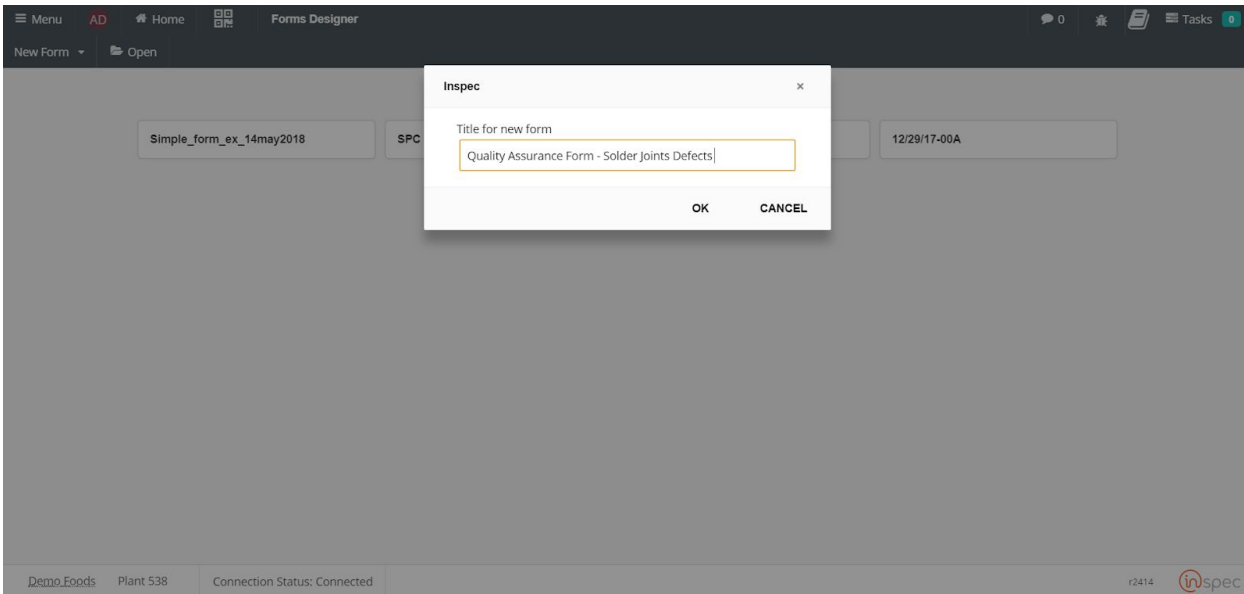 Menu AD Home Forms Designer 0 Tasks 0
New Form Open
Inspec ×
Title for new form
Simple_form_ex_14may2018 SPC 12/29/17-00A
Quality Assurance Form - Solder Joints Defects
OK CANCEL
Demo Foods Plant 538 Connection Status: Connected r2414 inspec